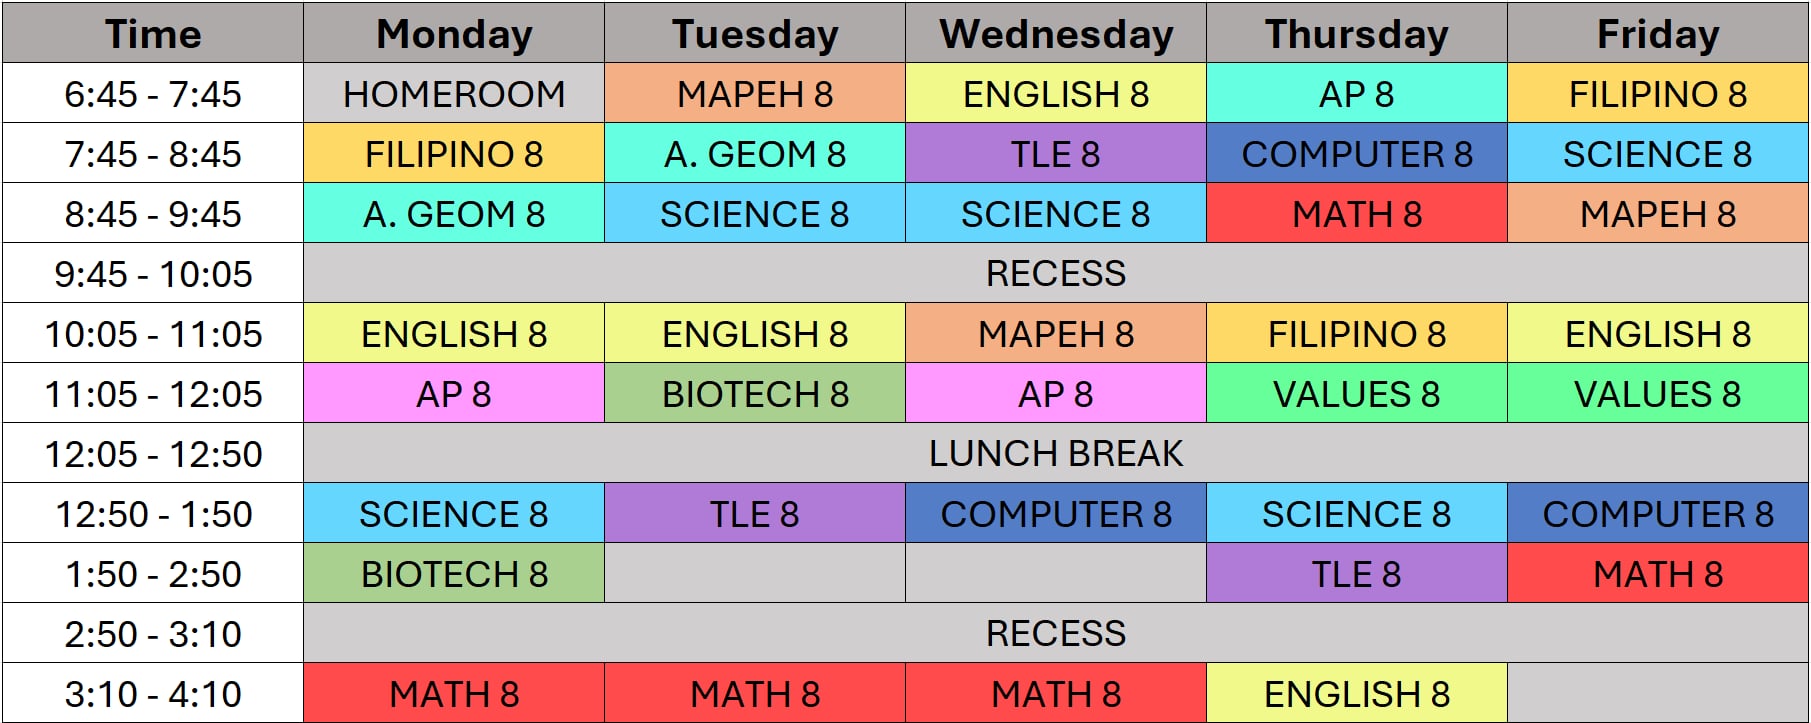 Time Monday Tuesday Wednesday Thursday Friday
6:45 - 7:45 HOMEROOM MAPEH 8 ENGLISH 8 AP 8 FILIPINO 8
7:45 - 8:45 FILIPINO 8 A. GEOM 8 TLE 8 COMPUTER 8 SCIENCE 8
8:45 - 9:45 A. GEOM 8 SCIENCE 8 SCIENCE 8 MATH 8 MAPEH 8
9:45 - 10:05 RECESS
10:05 - 11:05 ENGLISH 8 ENGLISH 8 MAPEH 8 FILIPINO 8 ENGLISH 8
11:05 - 12:05 AP 8 BIOTECH 8 AP 8 VALUES 8 VALUES 8
12:05 - 12:50 LUNCH BREAK
12:50 - 1:50 SCIENCE 8 TLE 8 COMPUTER 8 SCIENCE 8 COMPUTER 8
1:50 - 2:50 BIOTECH 8 TLE 8 MATH 8
2:50 - 3:10 RECESS
3:10 - 4:10 MATH 8 MATH 8 MATH 8 ENGLISH 8